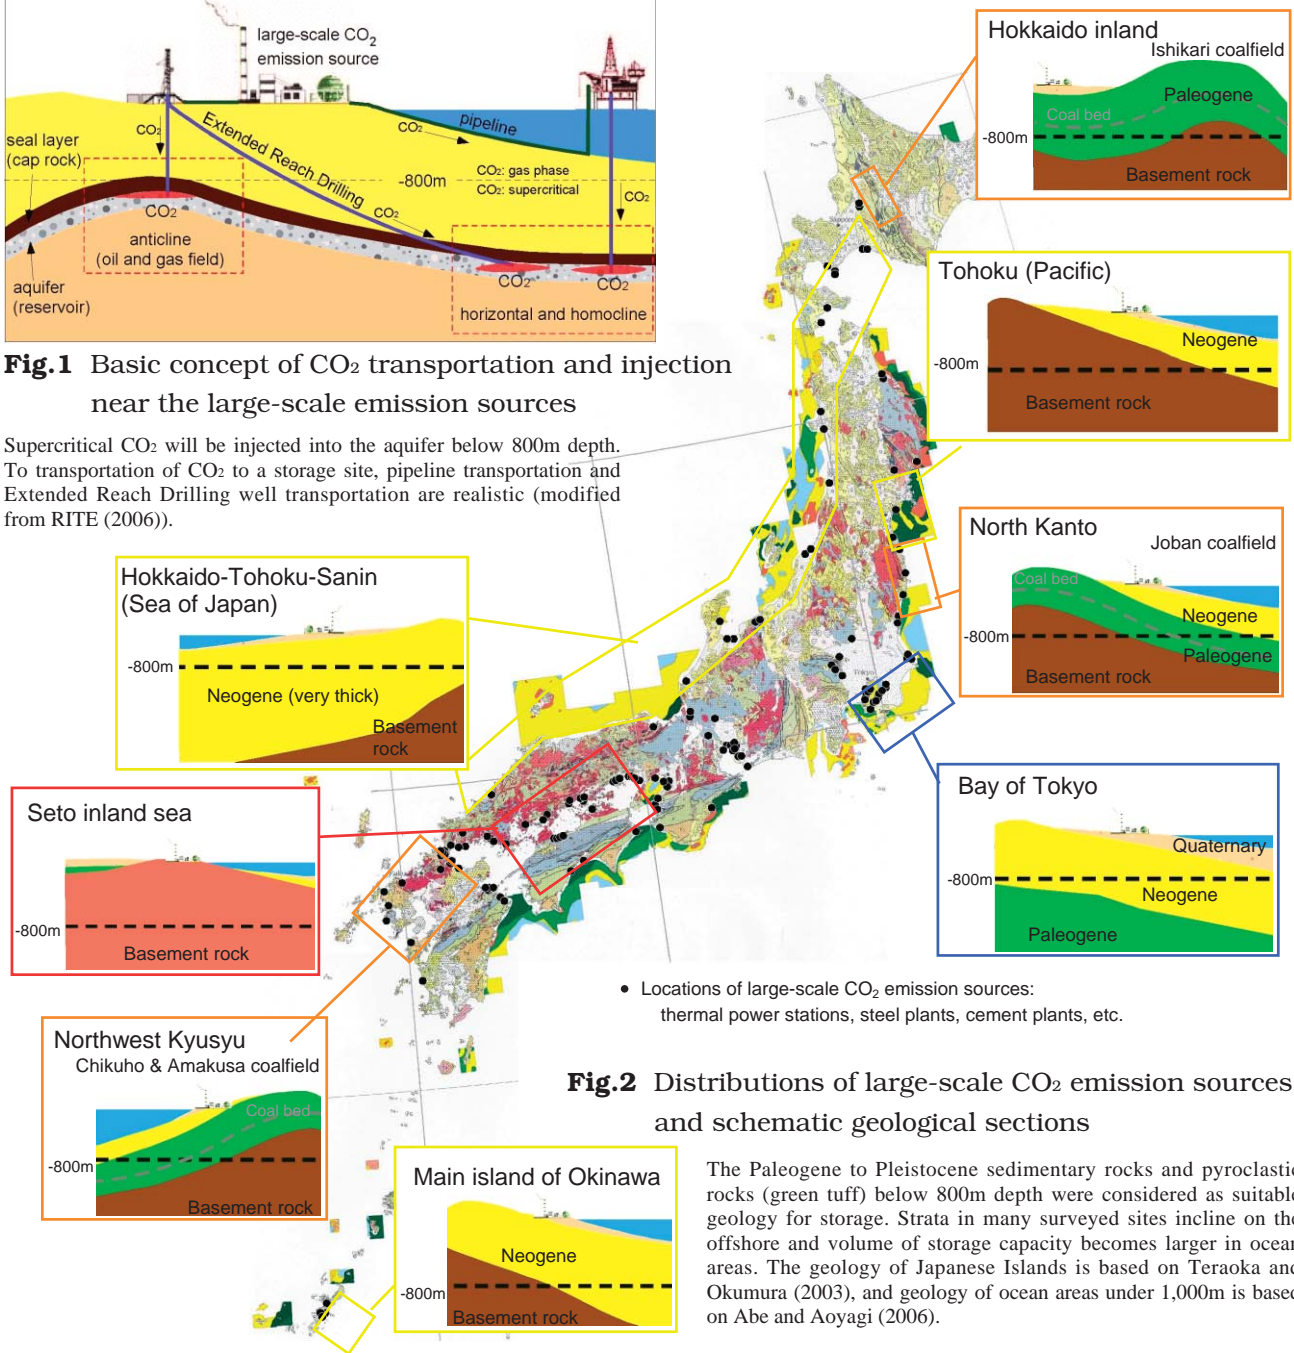 large-scale CO₂
emission source
CO₂
Extended Reach Drilling
CO₂
pipeline
seal layer
(cap rock)
-800m
CO₂: gas phase
CO₂: supercritical
CO₂
CO₂
CO₂
anticline
(oil and gas field)
CO₂
CO₂
aquifer
(reservoir)
horizontal and homocline
Fig.1 Basic concept of CO₂ transportation and injection
near the large-scale emission sources
Supercritical CO₂ will be injected into the aquifer below 800m depth.
To transportation of CO₂ to a storage site, pipeline transportation and
Extended Reach Drilling well transportation are realistic (modified
from RITE (2006)).
Hokkaido inland
Ishikari coalfield
Paleogene
Coal bed
-800m
Basement rock
Tohoku (Pacific)
Neogene
-800m
Basement rock
North Kanto
Joban coalfield
Coal bed
Neogene
-800m
Paleogene
Basement rock
Hokkaido-Tohoku-Sanin
(Sea of Japan)
-800m
Neogene (very thick)
Basement
rock
Bay of Tokyo
Quaternary
-800m
Neogene
Paleogene
Seto inland sea
-800m
Basement rock
Northwest Kyusyu
Chikuho & Amakusa coalfield
Coal bed
-800m
Basement rock
Main island of Okinawa
Neogene
-800m
Basement rock
• Locations of large-scale CO₂ emission sources:
thermal power stations, steel plants, cement plants, etc.
Fig.2 Distributions of large-scale CO₂ emission sources
and schematic geological sections
The Paleogene to Pleistocene sedimentary rocks and pyroclastic
rocks (green tuff) below 800m depth were considered as suitable
geology for storage. Strata in many surveyed sites incline on the
offshore and volume of storage capacity becomes larger in ocean
areas. The geology of Japanese Islands is based on Teraoka and
Okumura (2003), and geology of ocean areas under 1,000m is based
on Abe and Aoyagi (2006).